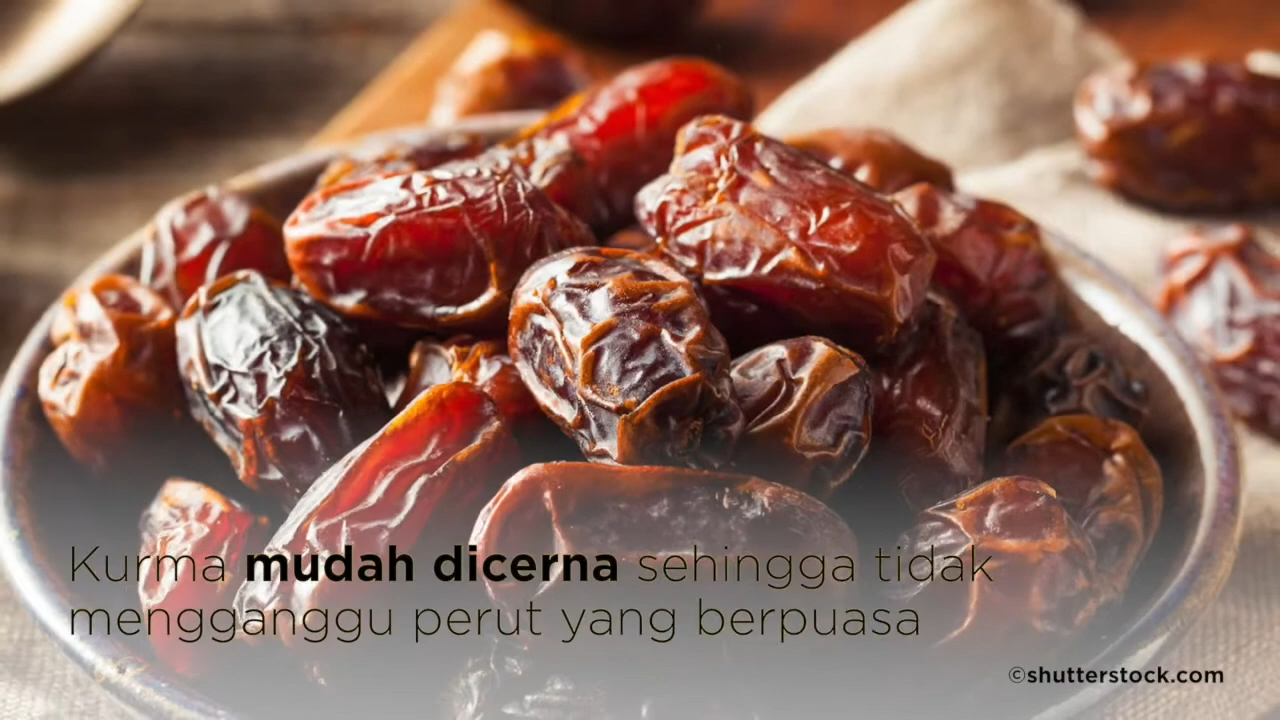 Kurma mudah dicerna sehingga tidak
mengganggu perut yang berpuasa
©shutterstock.com